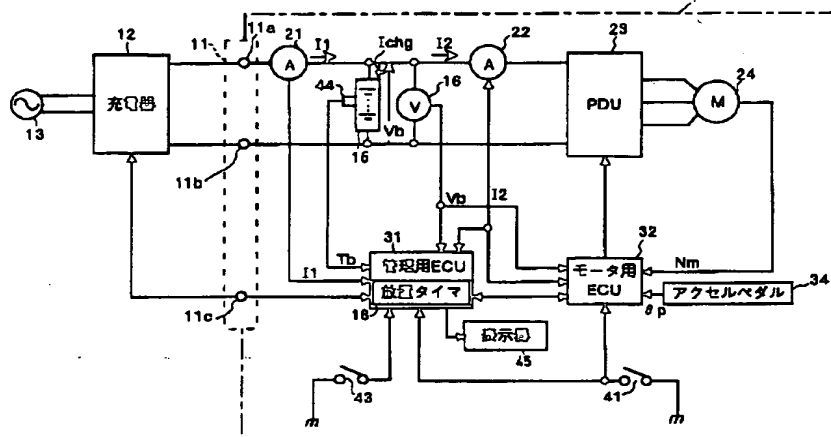 12
11
11a
21
I1
Ichg
I2
22
23
16
24
A
A
44
充電器
V
PDU
M
13
Vb
16
11b
Vb
I2
31
32
Tb
管理用ECU
モータ用
ECU
Nm
I1
放電タイマ
34
アクセルペダル
11c
18
θp
表示器
45
43
41